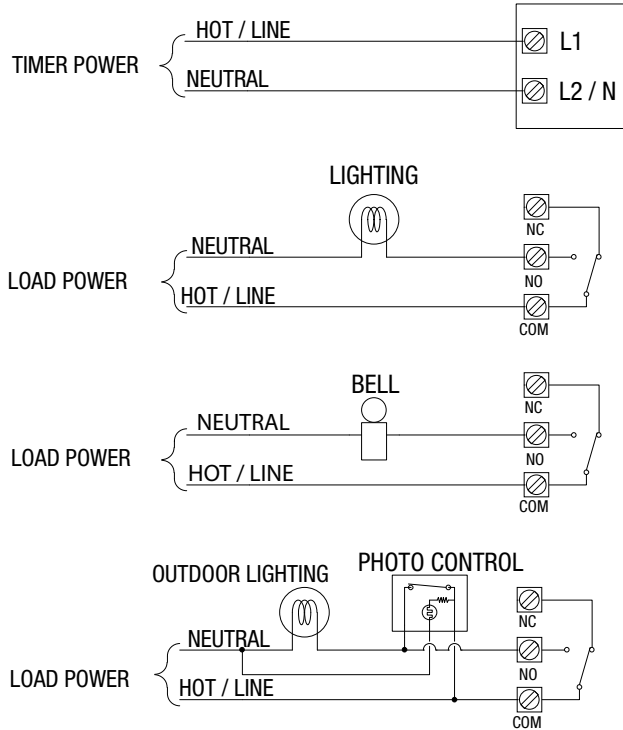 HOT / LINE
L1
TIMER POWER
NEUTRAL
L2 / N
LIGHTING
NC
NEUTRAL
LOAD POWER
NO
HOT / LINE
COM
BELL
NC
NEUTRAL
LOAD POWER
NO
HOT / LINE
COM
PHOTO CONTROL
OUTDOOR LIGHTING
NC
NEUTRAL
LOAD POWER
NO
HOT / LINE
COM